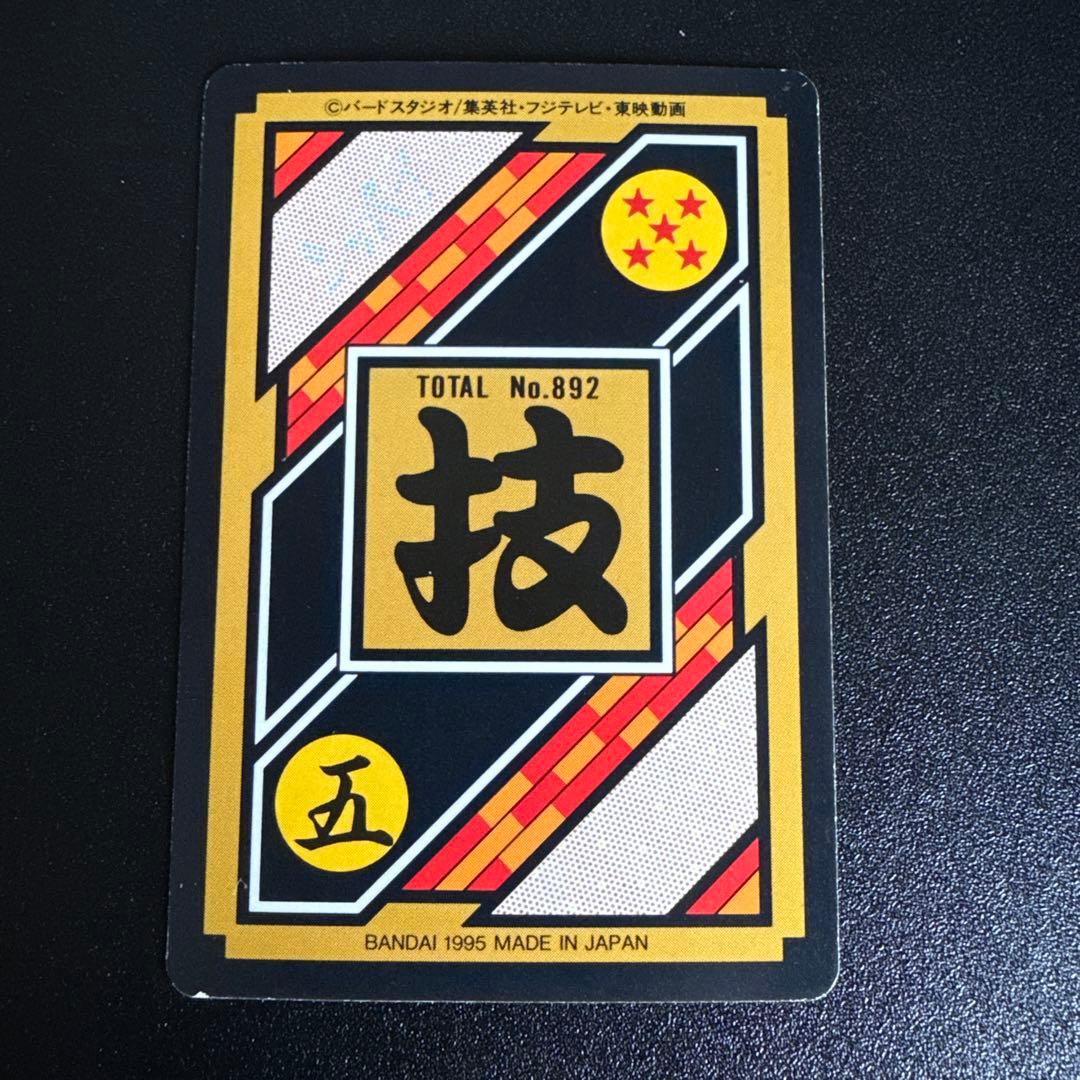 ©バードスタジオ/集英社・フジテレビ・東映動画
TOTAL No.892
技
五
BANDAI 1995 MADE IN JAPAN